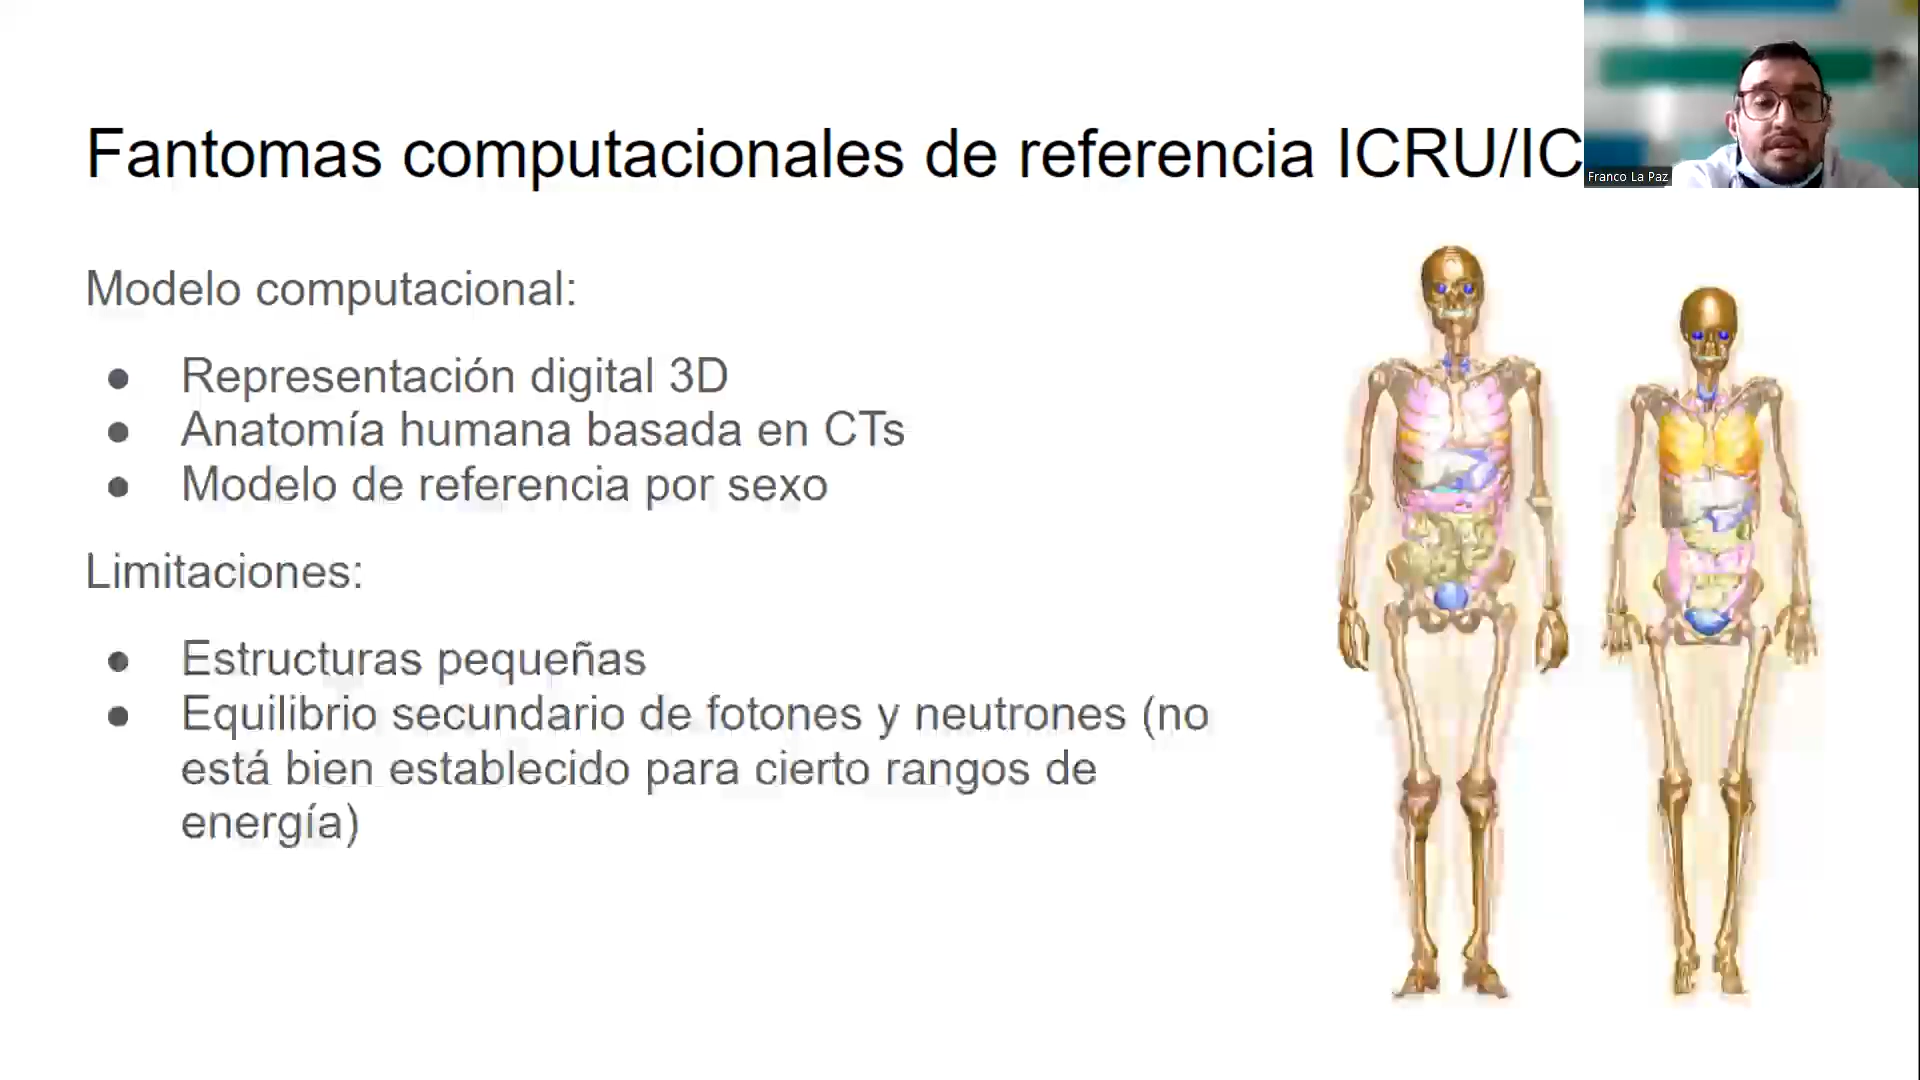 Fantomas computacionales de referencia ICRU/IC
Franco La Paz
Modelo computacional:
● Representación digital 3D
● Anatomía humana basada en CTs
● Modelo de referencia por sexo
Limitaciones:
● Estructuras pequeñas
● Equilibrio secundario de fotones y neutrones (no
está bien establecido para cierto rangos de
energía)